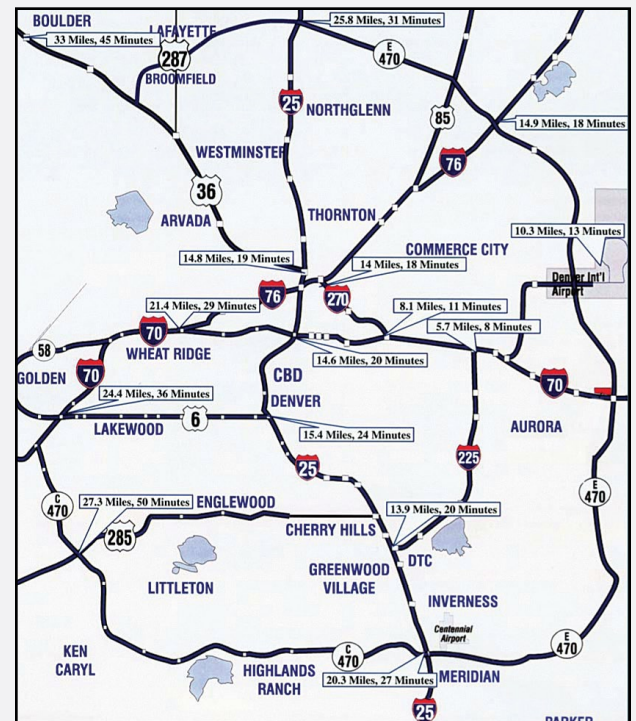 BOULDER
33 Miles, 45 Minutes
LAFAYETTE
25.8 Miles, 31 Minutes
287
BROOMFIELD
E
470
25
NORTHGLENN
85
14.9 Miles, 18 Minutes
WESTMINSTER
76
36
ARVADA
THORNTON
10.3 Miles, 13 Minutes
COMMERCE CITY
14.8 Miles, 19 Minutes
14 Miles, 18 Minutes
Denver Int'l
Airport
76
270
21.4 Miles, 29 Minutes
8.1 Miles, 11 Minutes
5.7 Miles, 8 Minutes
70
58
WHEAT RIDGE
14.6 Miles, 20 Minutes
GOLDEN
70
CBD
70
24.4 Miles, 36 Minutes
DENVER
6
LAKEWOOD
15.4 Miles, 24 Minutes
AURORA
25
225
C
470
27.3 Miles, 50 Minutes
ENGLEWOOD
E
470
285
CHERRY HILLS
13.9 Miles, 20 Minutes
DTC
LITTLETON
GREENWOOD
VILLAGE
INVERNESS
Centennial
Airport
KEN
CARYL
C
470
E
470
HIGHLANDS
RANCH
20.3 Miles, 27 Minutes
MERIDIAN
25
PARKER